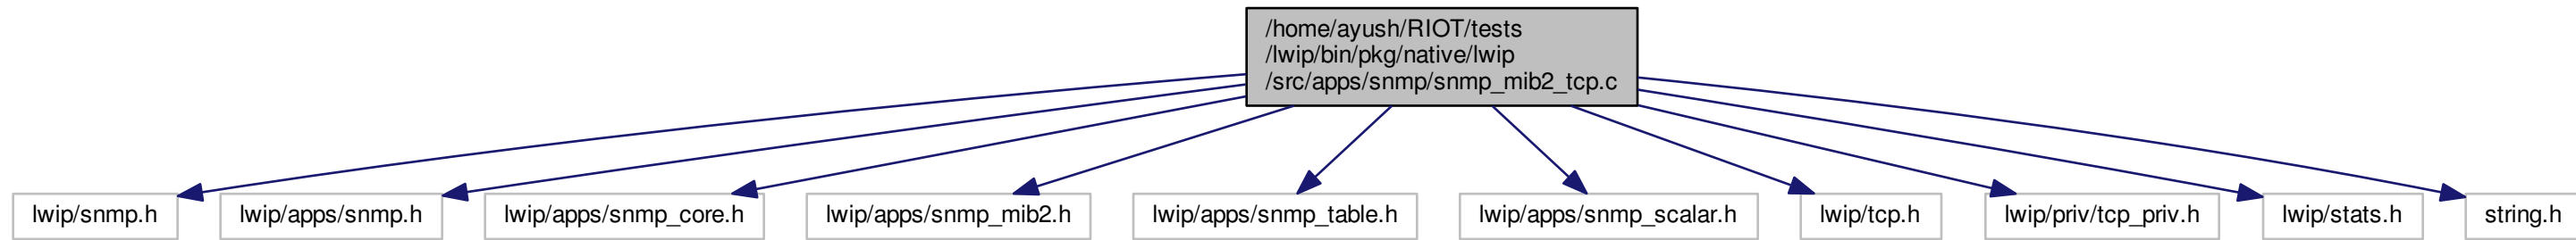 /home/ayush/RIOT/tests
/lwip/bin/pkg/native/lwip
/src/apps/snmp/snmp_mib2_tcp.c
lwip/snmp.h
lwip/apps/snmp.h
lwip/apps/snmp_core.h
lwip/apps/snmp_mib2.h
lwip/apps/snmp_table.h
lwip/apps/snmp_scalar.h
lwip/tcp.h
lwip/priv/tcp_priv.h
lwip/stats.h
string.h